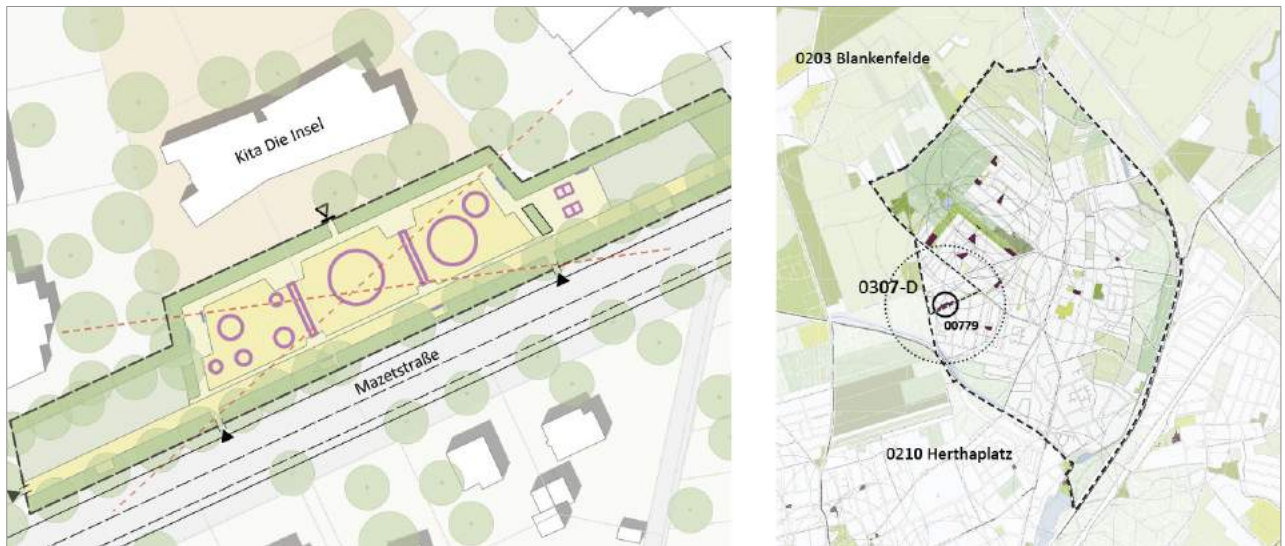 Kita Die Insel
Mazetstraße
0203 Blankenfelde
0307-D
00779
0210 Herthaplatz